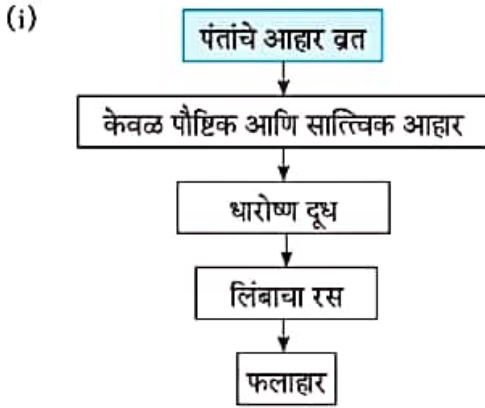 (i)
पंतांचे आहार व्रत
केवळ पौष्टिक आणि सात्त्विक आहार
धारोष्ण दूध
लिंबाचा रस
फलाहार